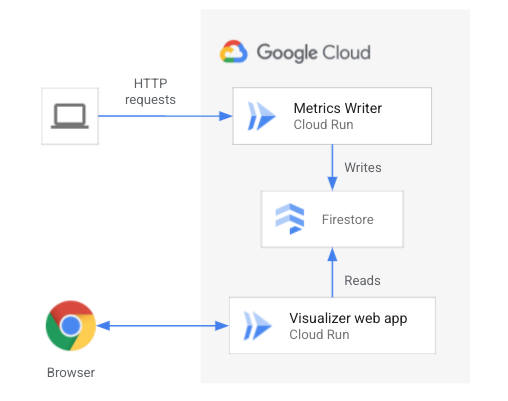 Google Cloud
HTTP
requests
Metrics Writer
Cloud Run
Writes
Firestore
Reads
Visualizer web app
Cloud Run
Browser